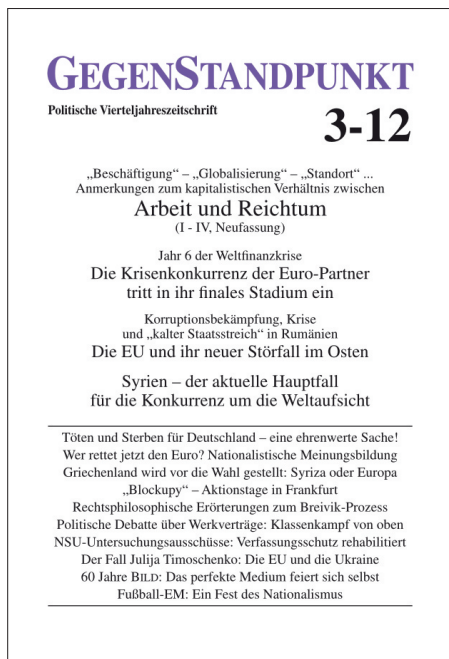 GEGENSTANDPUNKT
Politische Vierteljahreszeitschrift
3-12
„Beschäftigung“ – „Globalisierung“ – „Standort“ ...
Anmerkungen zum kapitalistischen Verhältnis zwischen
Arbeit und Reichtum
(I - IV, Neufassung)
Jahr 6 der Weltfinanzkrise
Die Krisenkonkurrenz der Euro-Partner
tritt in ihr finales Stadium ein
Korruptionsbekämpfung, Krise
und „kalter Staatsstreich“ in Rumänien
Die EU und ihr neuer Störfall im Osten
Syrien – der aktuelle Hauptfall
für die Konkurrenz um die Weltaufsicht
Töten und Sterben für Deutschland – eine ehrenwerte Sache!
Wer rettet jetzt den Euro? Nationalistische Meinungsbildung
Griechenland wird vor die Wahl gestellt: Syriza oder Europa
„Blockupy“ – Aktionstage in Frankfurt
Rechtsphilosophische Erörterungen zum Breivik-Prozess
Politische Debatte über Werkverträge: Klassenkampf von oben
NSU-Untersuchungsausschüsse: Verfassungsschutz rehabilitiert
Der Fall Julija Timoschenko: Die EU und die Ukraine
60 Jahre BILD: Das perfekte Medium feiert sich selbst
Fußball-EM: Ein Fest des Nationalismus